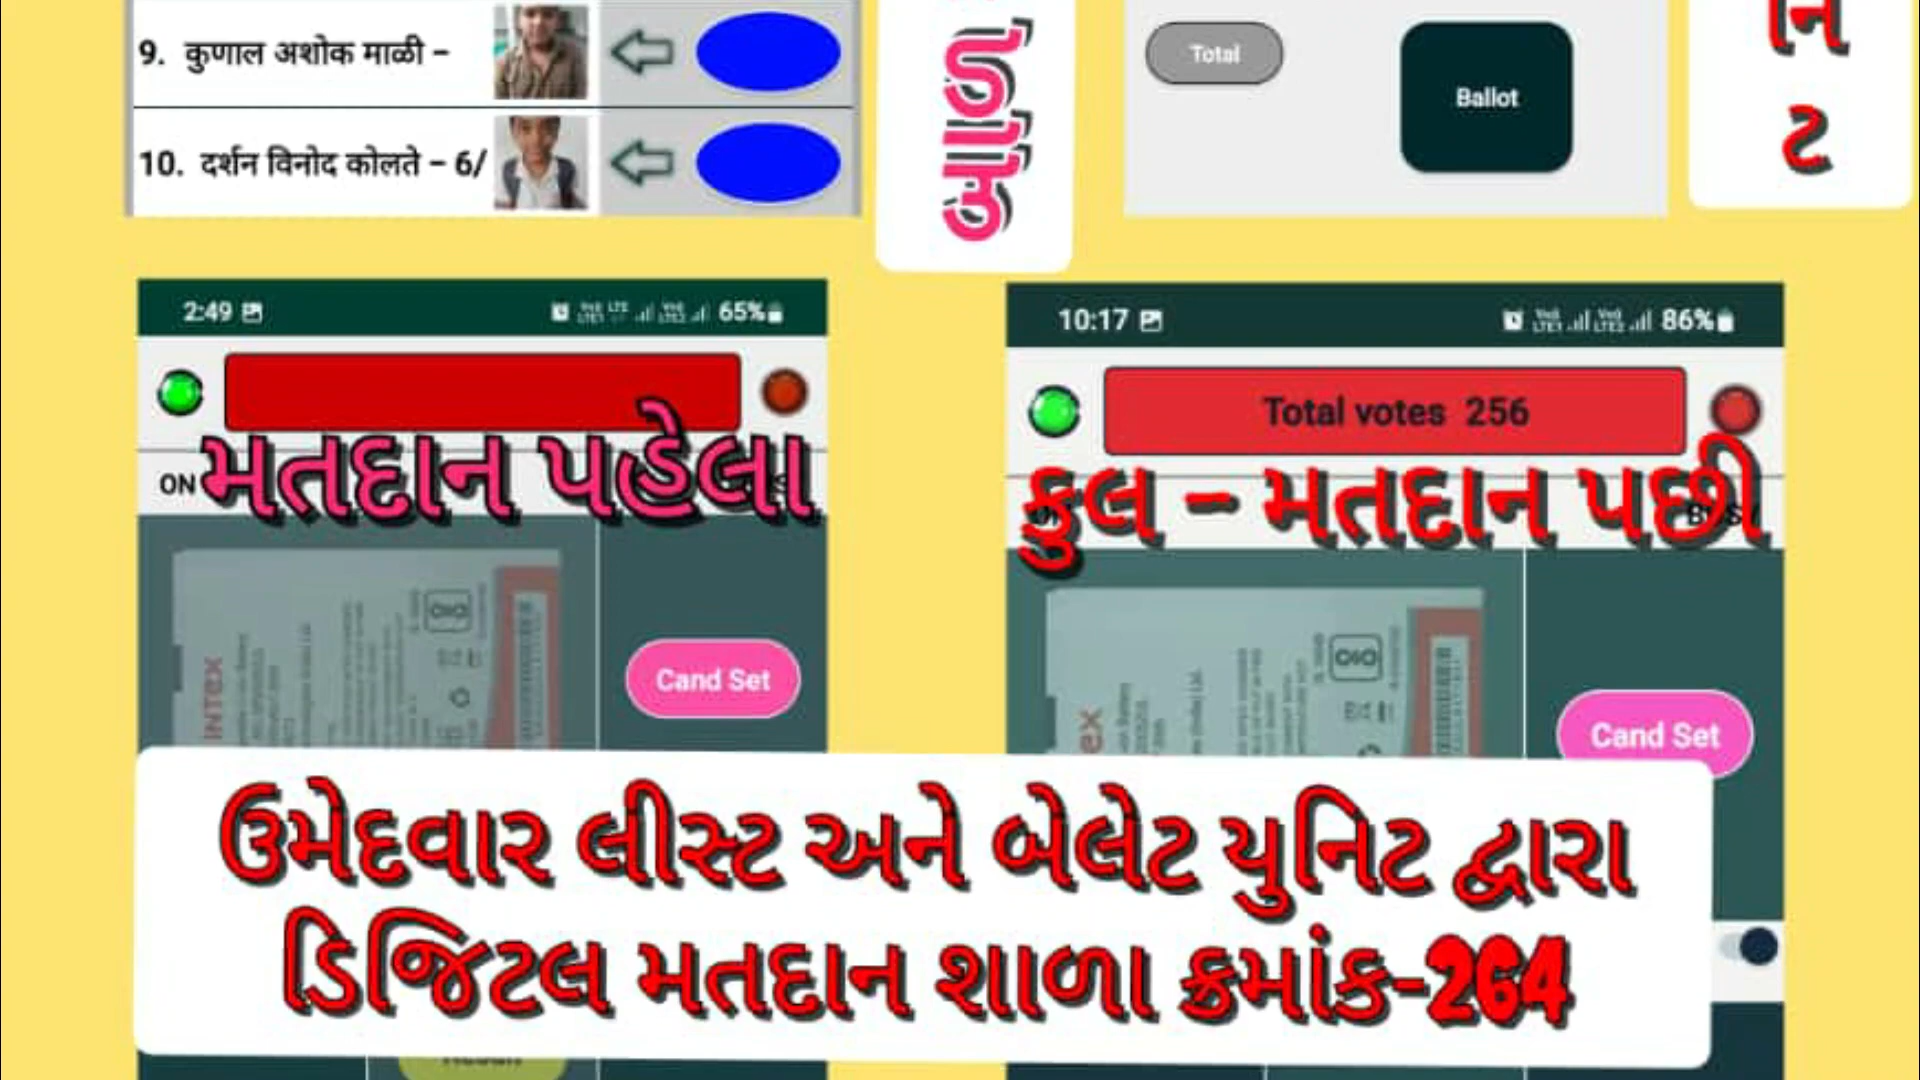 9. कुणाल अशोक माळी –
10. दर्शन विनोद कोलते – 6/
બાળ
Total
Ballot
નિ
ટ
2:49
65%
ON
મતદાન પહેલા
Cand Set
INTEX
10:17
86%
Total votes 256
કુલ – મતદાન પછી
Cand Set
ઉમેદવાર લીસ્ટ અને બેલેટ યુનિટ દ્વારા
ડિજિટલ મતદાન શાળા ક્રમાંક-264